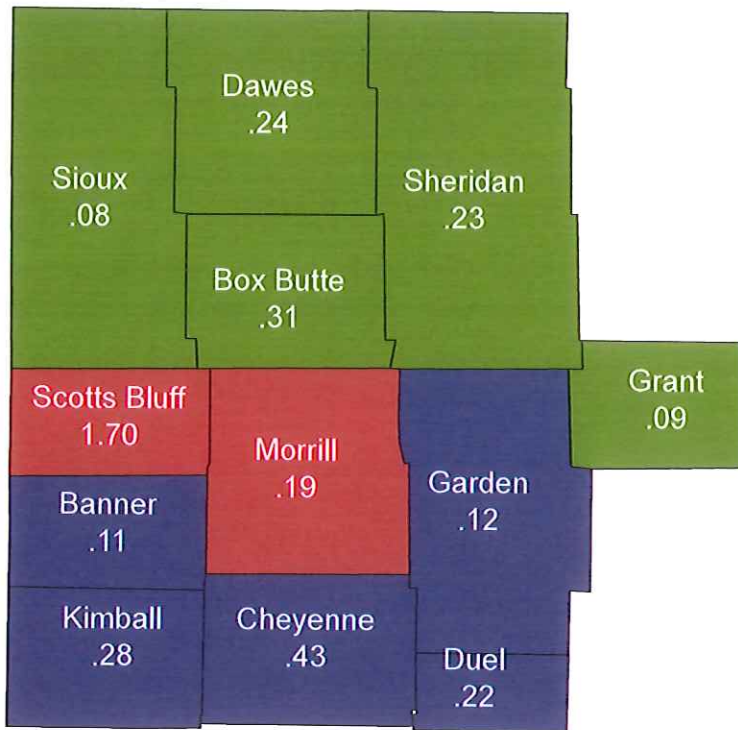 Dawes
.24
Sioux
.08
Sheridan
.23
Box Butte
.31
Grant
.09
Scotts Bluff
1.70
Morrill
.19
Garden
.12
Banner
.11
Kimball
.28
Cheyenne
.43
Duel
.22